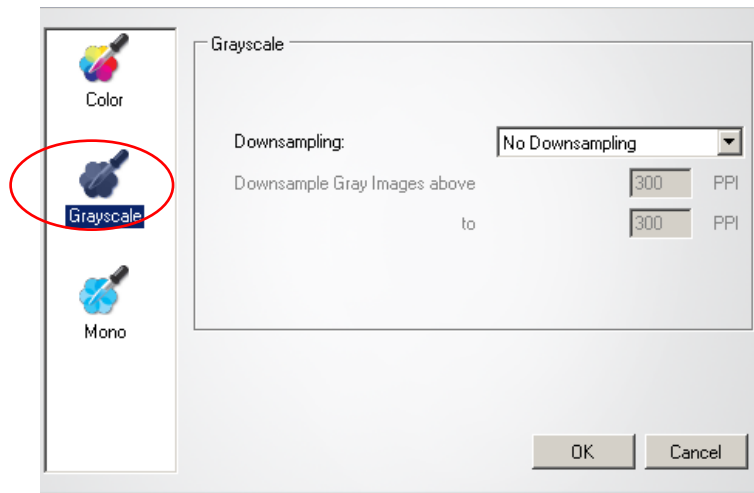 Color
Grayscale
Mono
Grayscale
Downsampling: No Downsampling
Downsample Gray Images above 300 PPI
to 300 PPI
OK Cancel